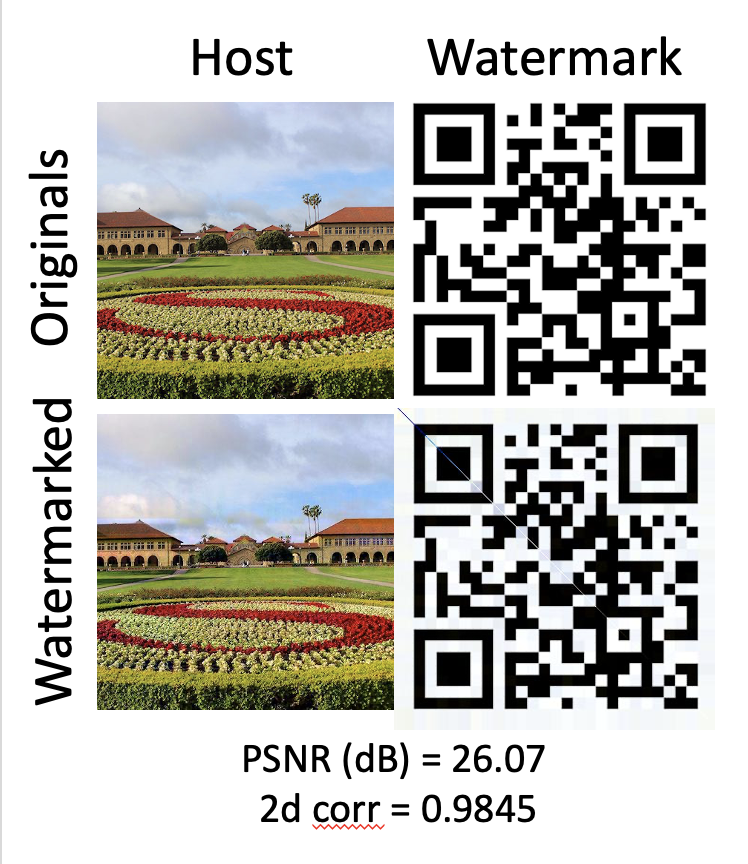 Host
Watermark
Originals
Watermarked
PSNR (dB) = 26.07
2d corr = 0.9845